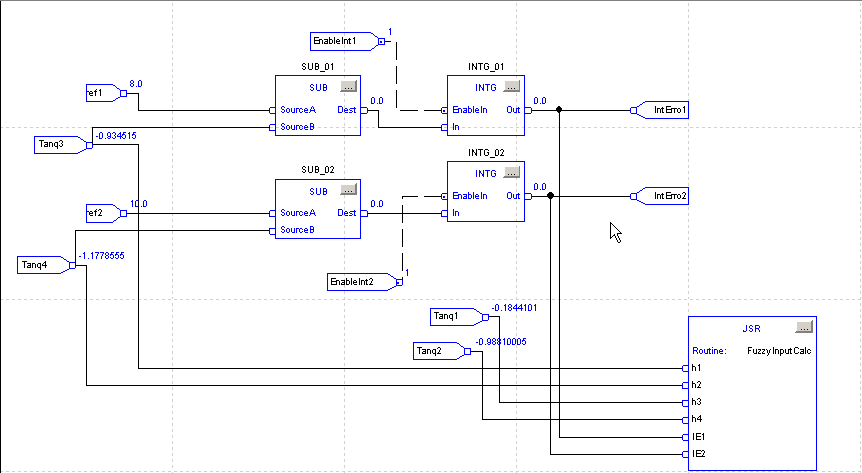 1
EnableInt1
SUB_01
INTG_01
SUB ...
INTG ...
8.0
ref1
SourceA Dest
0.0
EnableIn Out
0.0
IntErro1
SourceB
In
-0.934515
Tanq3
SUB_02
INTG_02
INTG ...
SUB ...
EnableIn Out
0.0
IntErro2
10.0
ref2
SourceA Dest
0.0
In
SourceB
-1.1778555
Tanq4
1
EnableInt2
-0.1844101
Tanq1
JSR ...
-0.98810005
Tanq2
Routine: Fuzzy Input Calc
h1
h2
h3
h4
IE1
IE2